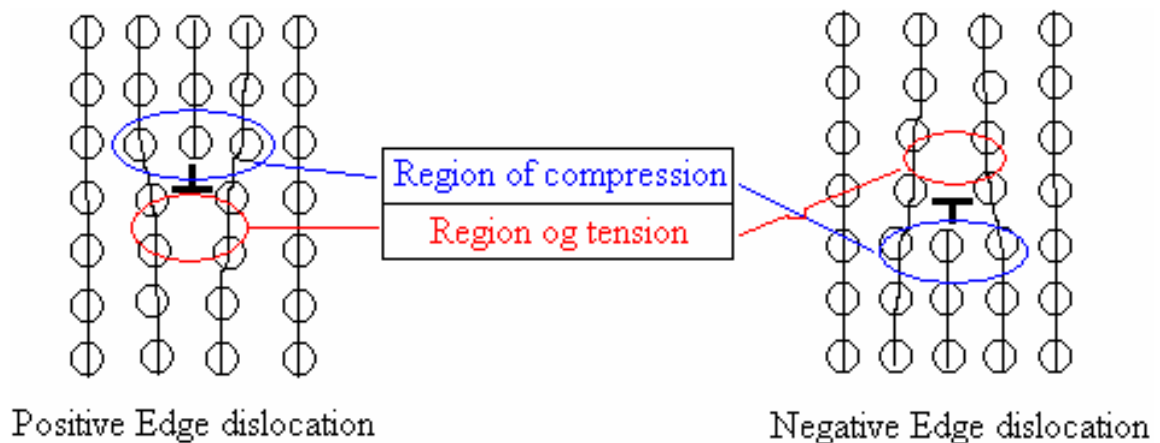 Region of compression
Region og tension
Positive Edge dislocation
Negative Edge dislocation